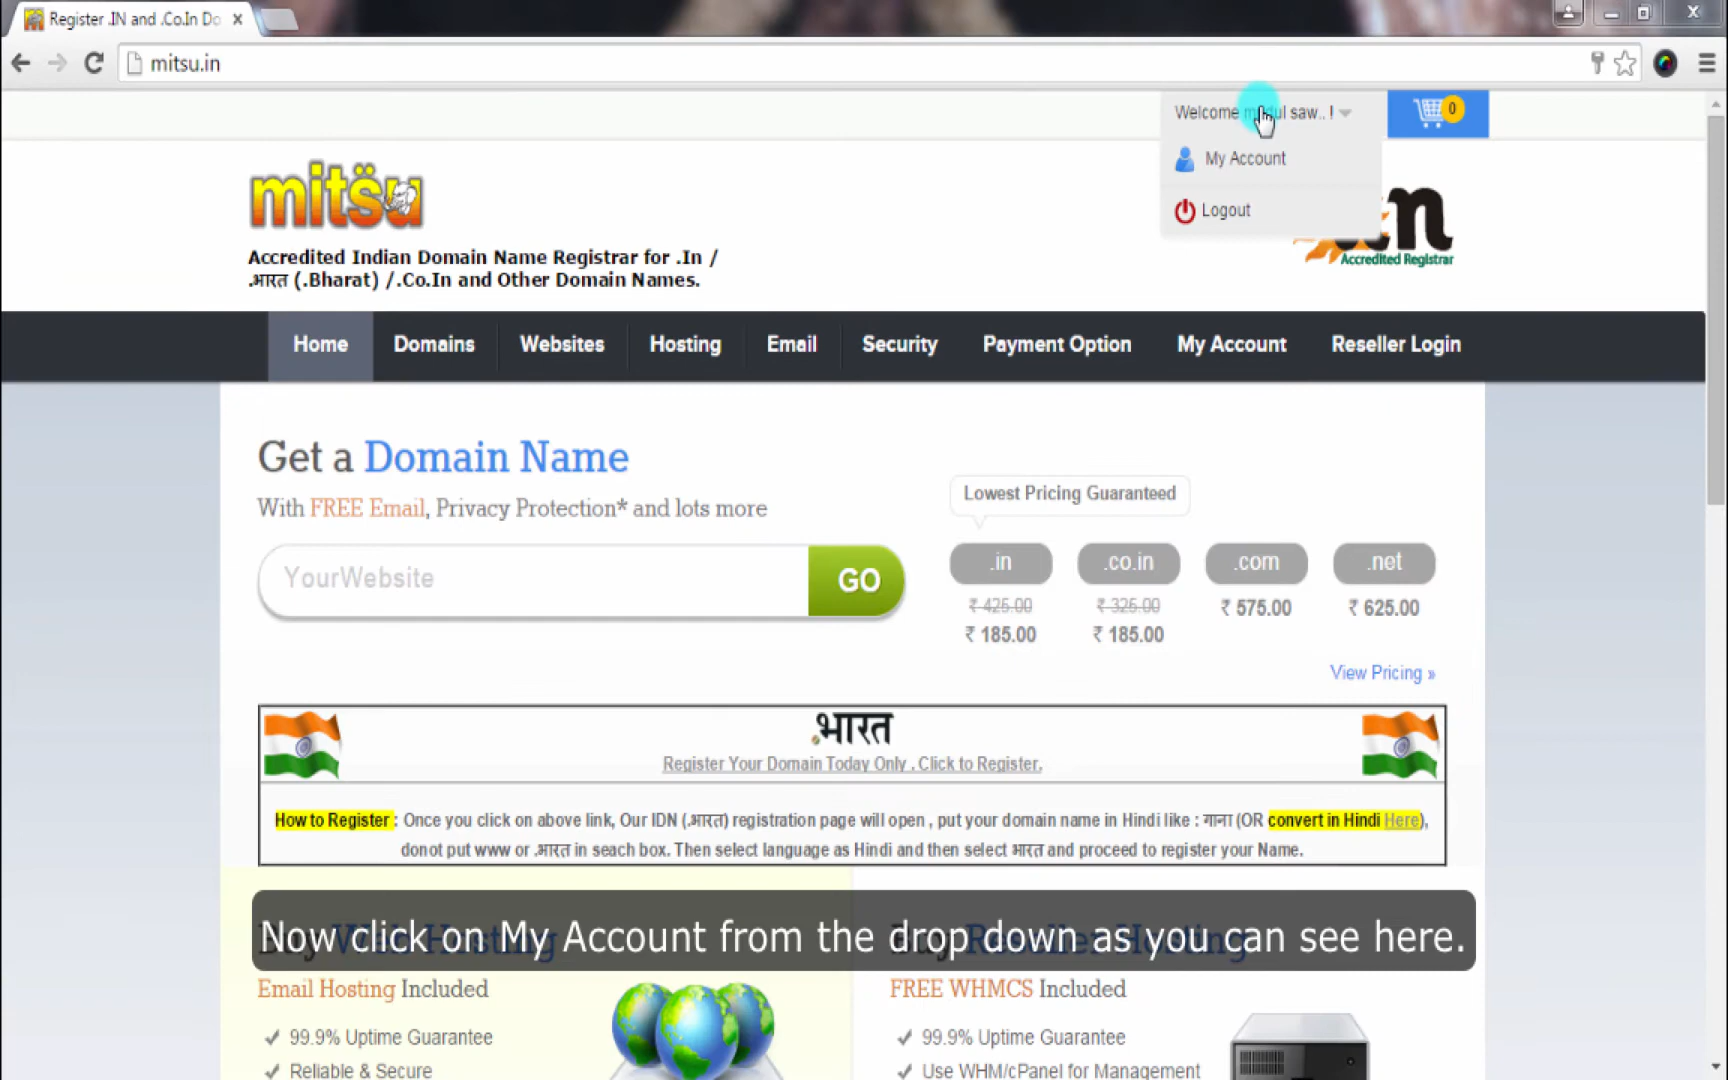 Register .IN and .Co.In Do
mitsu.in
Welcome saw.. !
0
My Account
Logout
mitsu
in
Accredited Registrar
Accredited Indian Domain Name Registrar for .In /
.भारत (.Bharat) /.Co.In and Other Domain Names.
Home
Domains
Websites
Hosting
Email
Security
Payment Option
My Account
Reseller Login
Get a Domain Name
With FREE Email, Privacy Protection* and lots more
YourWebsite
GO
Lowest Pricing Guaranteed
.in
.co.in
.com
.net
₹ 425.00
₹ 325.00
₹ 575.00
₹ 625.00
₹ 185.00
₹ 185.00
View Pricing »
.भारत
Register Your Domain Today Only . Click to Register.
How to Register : Once you click on above link, Our IDN (.भारत) registration page will open , put your domain name in Hindi like : गाना (OR convert in Hindi Here),
donot put www or .भारत in seach box. Then select language as Hindi and then select भारत and proceed to register your Name.
Now click on My Account from the drop down as you can see here.
Email Hosting Included
FREE WHMCS Included
99.9% Uptime Guarantee
99.9% Uptime Guarantee
Reliable & Secure
Use WHM/cPanel for Management